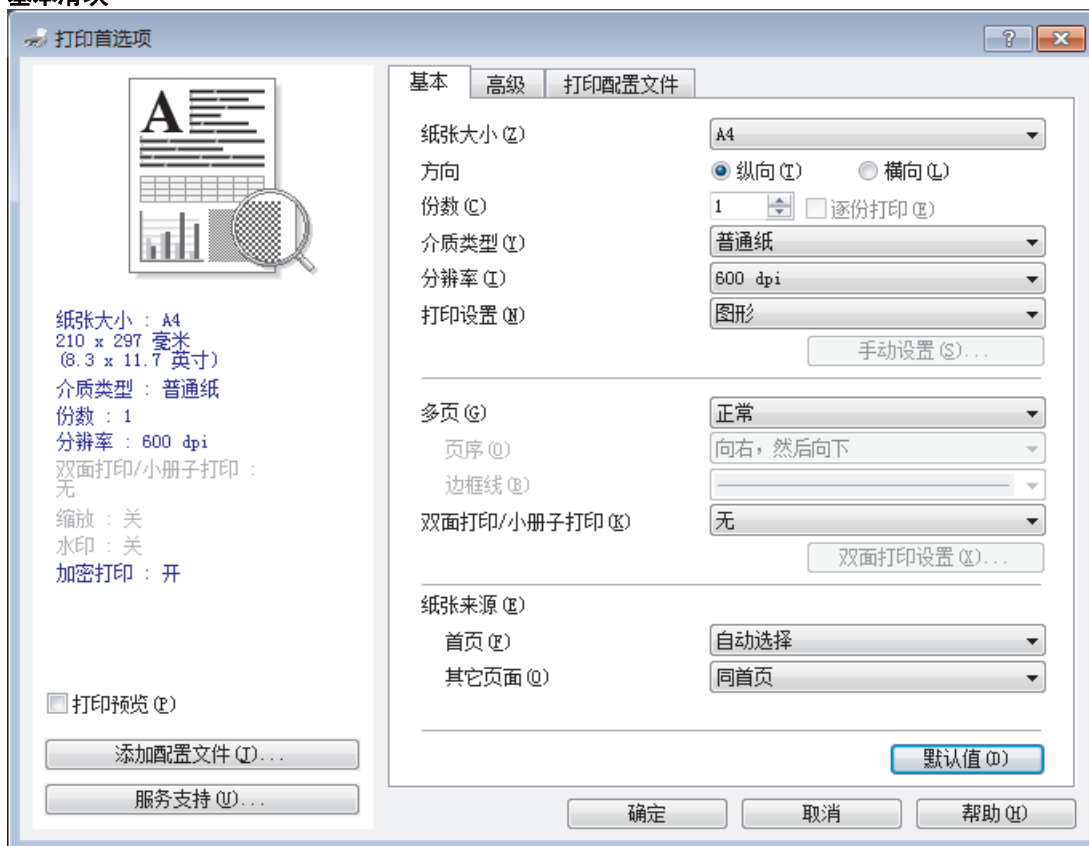 打印首选项
A
纸张大小 : A4
210 x 297 毫米
(8.3 x 11.7 英寸)
介质类型 : 普通纸
份数 : 1
分辨率 : 600 dpi
双面打印/小册子打印 :
无
缩放 : 关
水印 : 关
加密打印 : 开
打印预览(P)
添加配置文件(J)...
服务支持(U)...
基本 高级 打印配置文件
纸张大小(Z) A4
方向 纵向(T) 横向(L)
份数(C) 1 逐份打印(E)
介质类型(Y) 普通纸
分辨率(I) 600 dpi
打印设置(N) 图形
手动设置(S)...
多页(G) 正常
页序(O) 向右，然后向下
边框线(B)
双面打印/小册子打印(K) 无
双面打印设置(X)...
纸张来源(E)
首页(F) 自动选择
其它页面(O) 同首页
默认值(D)
确定 取消 帮助(H)